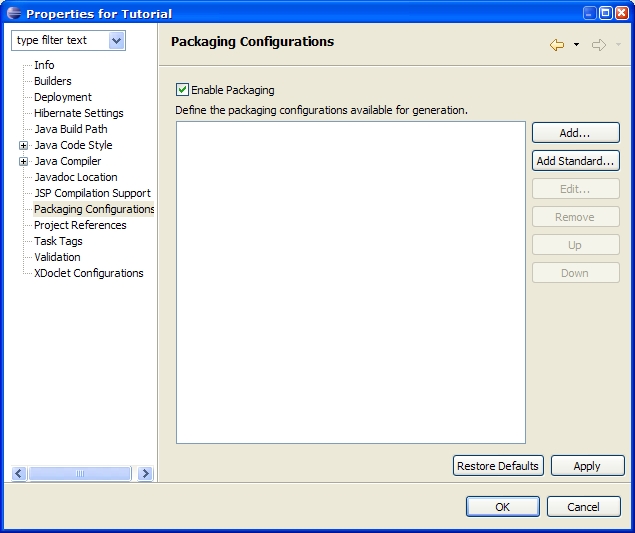 Properties for Tutorial
type filter text
Packaging Configurations
Info
Builders
Deployment
Hibernate Settings
Java Build Path
Java Code Style
Java Compiler
Javadoc Location
JSP Compilation Support
Packaging Configurations
Project References
Task Tags
Validation
XDoclet Configurations
Enable Packaging
Define the packaging configurations available for generation.
Add...
Add Standard...
Edit...
Remove
Up
Down
Restore Defaults
Apply
OK
Cancel